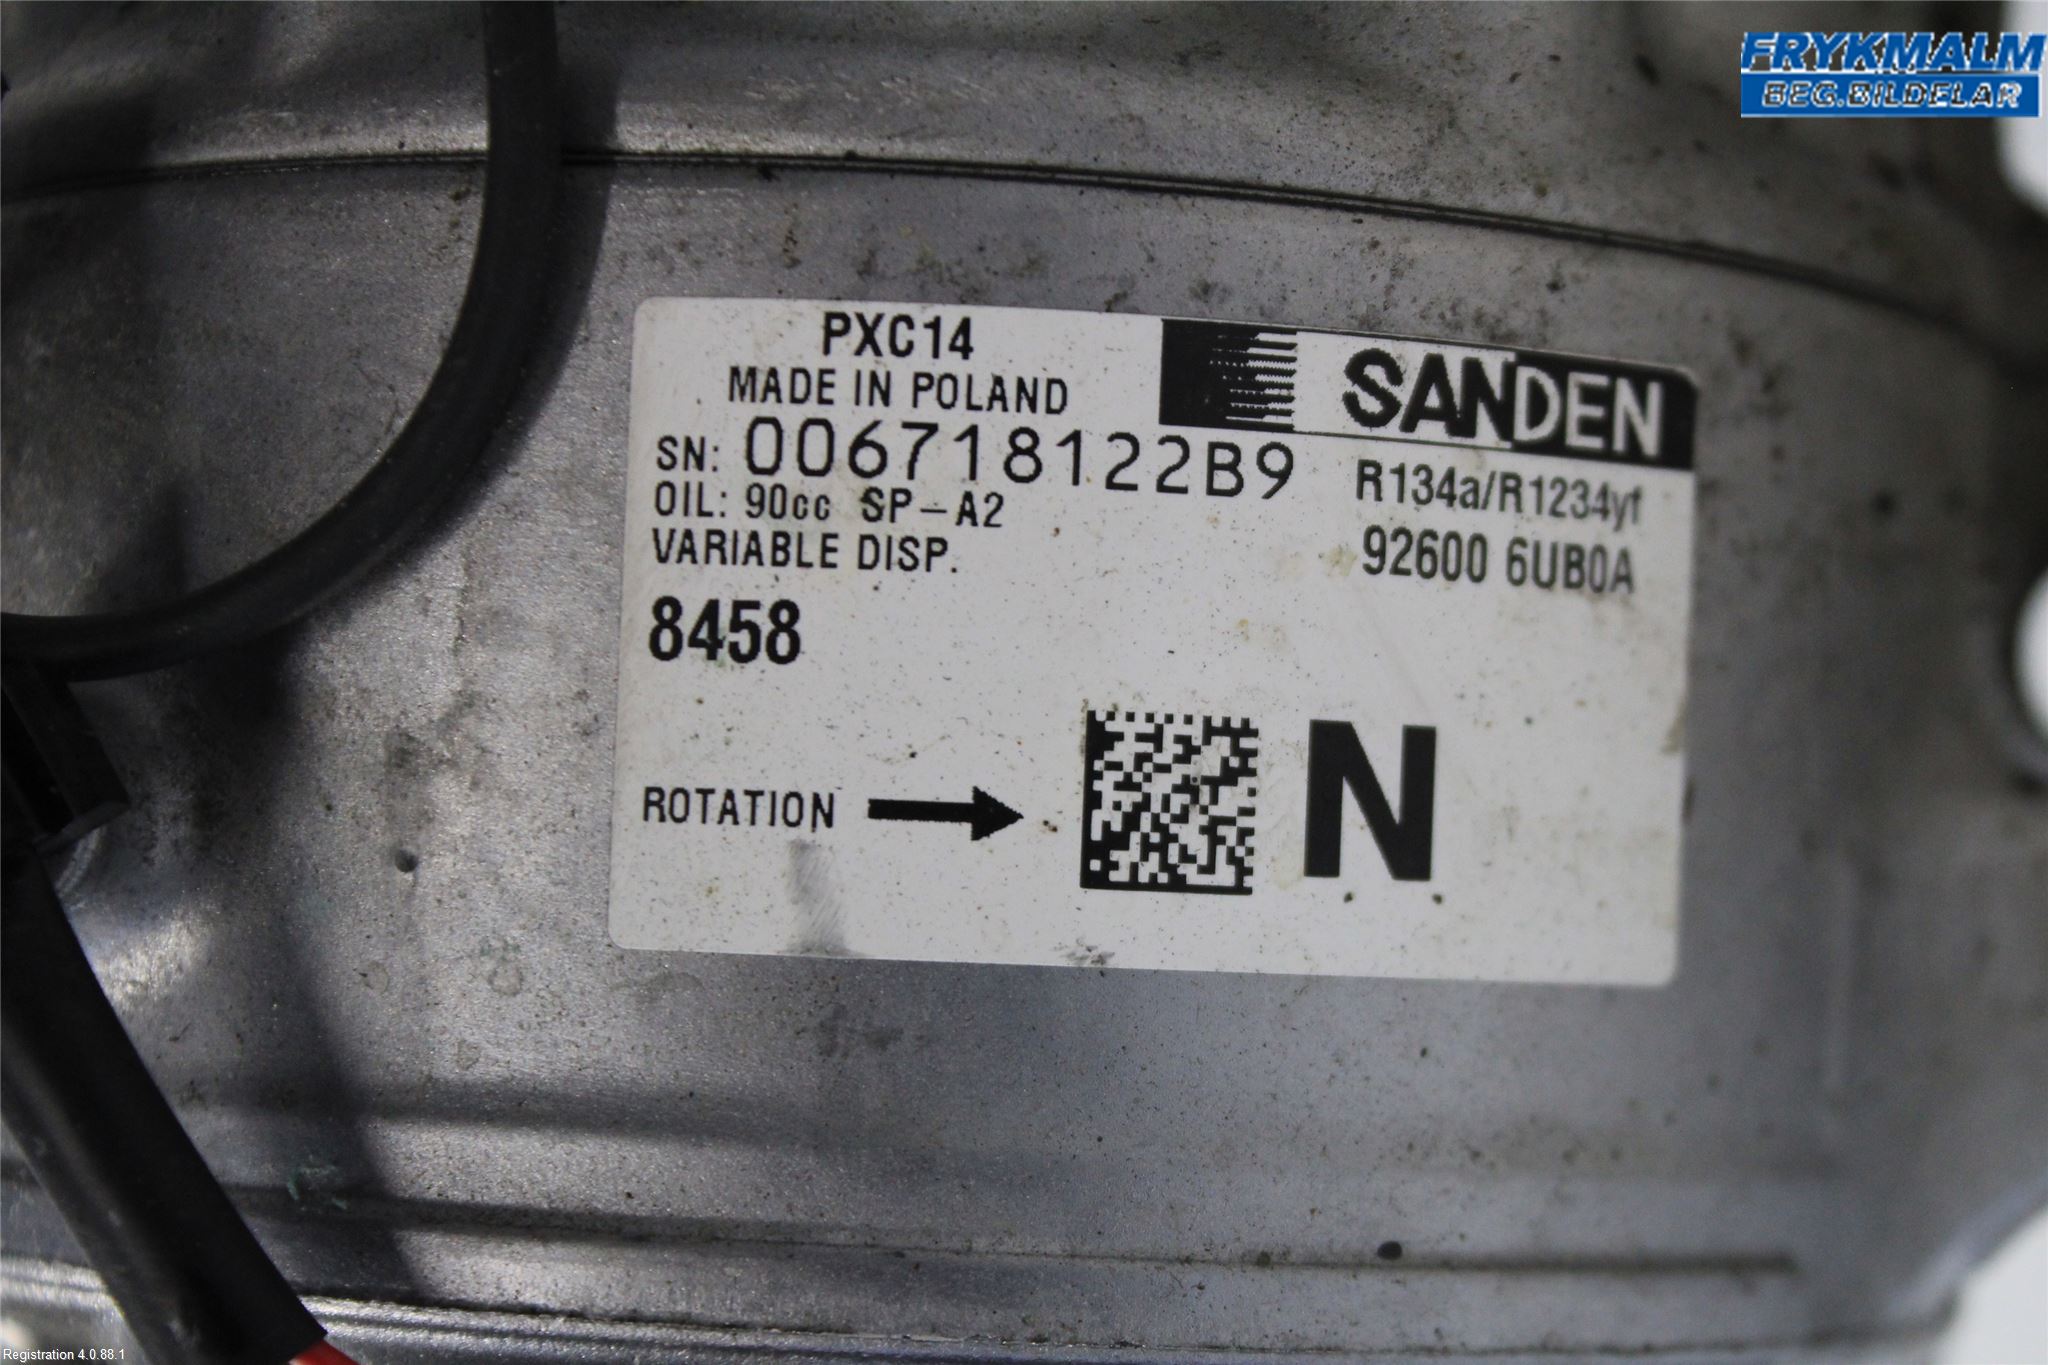 FRYKMALM
BEG.BILDELAR
PXC14
MADE IN POLAND
SANDEN
SN: 006718122B9
R134a/R1234yf
OIL: 90cc SP-A2
92600 6UB0A
VARIABLE DISP.
8458
ROTATION
N
Registration 4.0.88.1